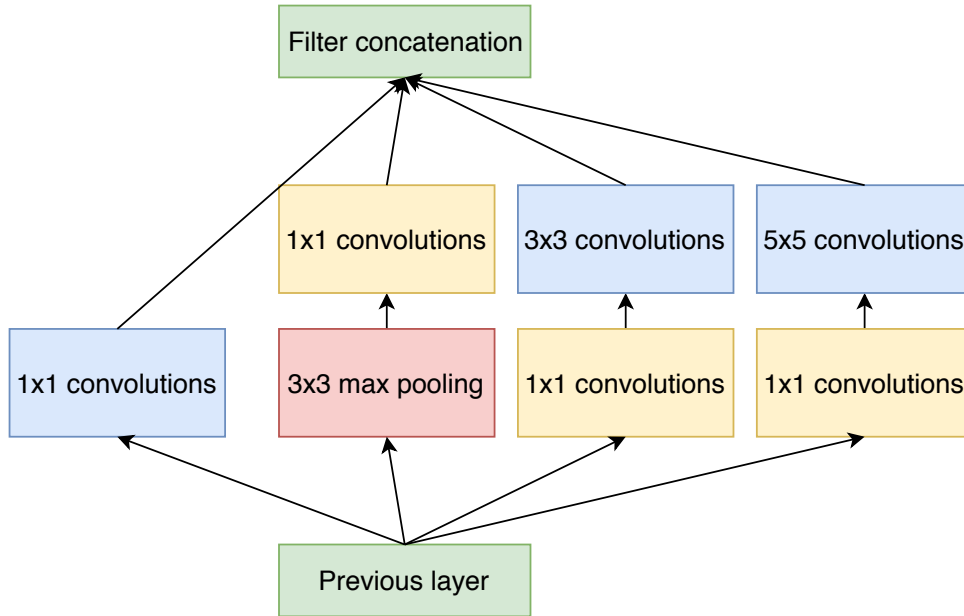 Filter concatenation
1x1 convolutions
3x3 convolutions
5x5 convolutions
1x1 convolutions
3x3 max pooling
1x1 convolutions
1x1 convolutions
Previous layer